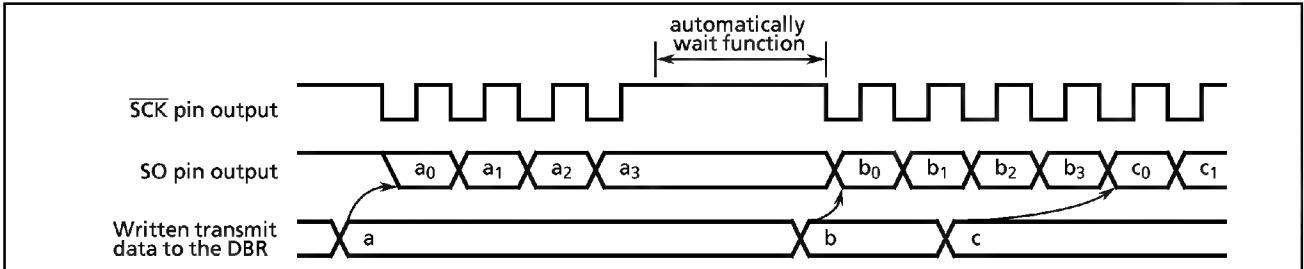 automatically
wait function
SCK pin output
SO pin output
a0 a1 a2 a3 b0 b1 b2 b3 c0 c1
Written transmit
data to the DBR
a b c